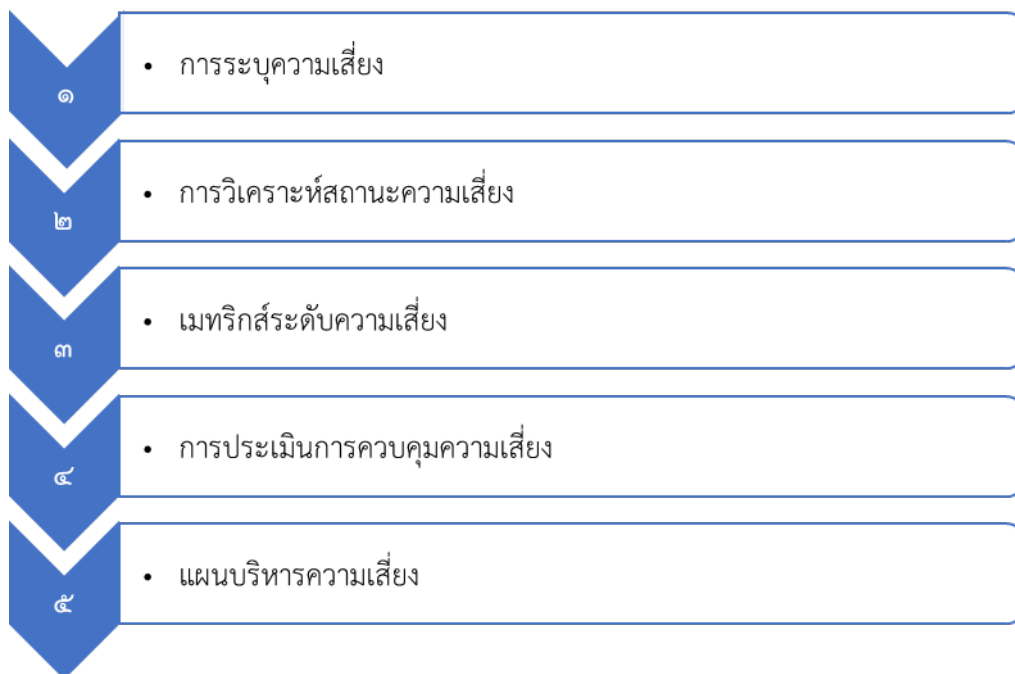 ๑
• การระบุความเสี่ยง
๒
• การวิเคราะห์สถานะความเสี่ยง
๓
• เมทริกส์ระดับความเสี่ยง
๔
• การประเมินการควบคุมความเสี่ยง
๕
• แผนบริหารความเสี่ยง